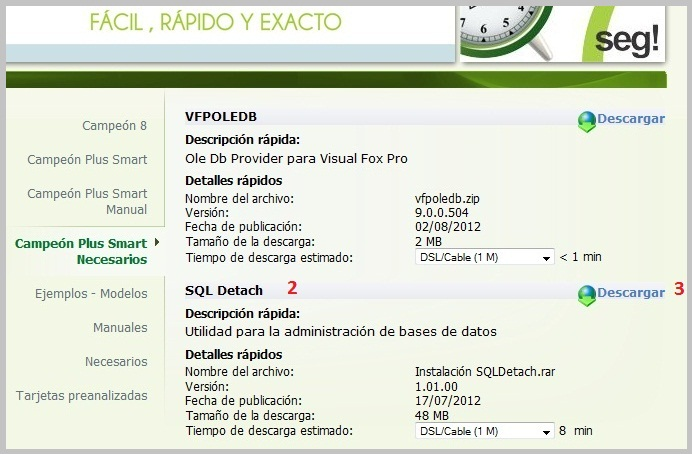 FÁCIL , RÁPIDO Y EXACTO
seg!
Campeón 8
Campeón Plus Smart
Campeón Plus Smart
Manual
Campeón Plus Smart
Necesarios
Ejemplos - Modelos
Manuales
Necesarios
Tarjetas preanalizadas
VFPOLEDB
Descargar
Descripción rápida:
Ole Db Provider para Visual Fox Pro
Detalles rápidos
Nombre del archivo: vfpoledb.zip
Versión: 9.0.0.504
Fecha de publicación: 02/08/2012
Tamaño de la descarga: 2 MB
Tiempo de descarga estimado: DSL/Cable (1 M) < 1 min
SQL Detach 2
Descargar 3
Descripción rápida:
Utilidad para la administración de bases de datos
Detalles rápidos
Nombre del archivo: Instalación SQLDetach.rar
Versión: 1.01.00
Fecha de publicación: 17/07/2012
Tamaño de la descarga: 48 MB
Tiempo de descarga estimado: DSL/Cable (1 M) 8 min